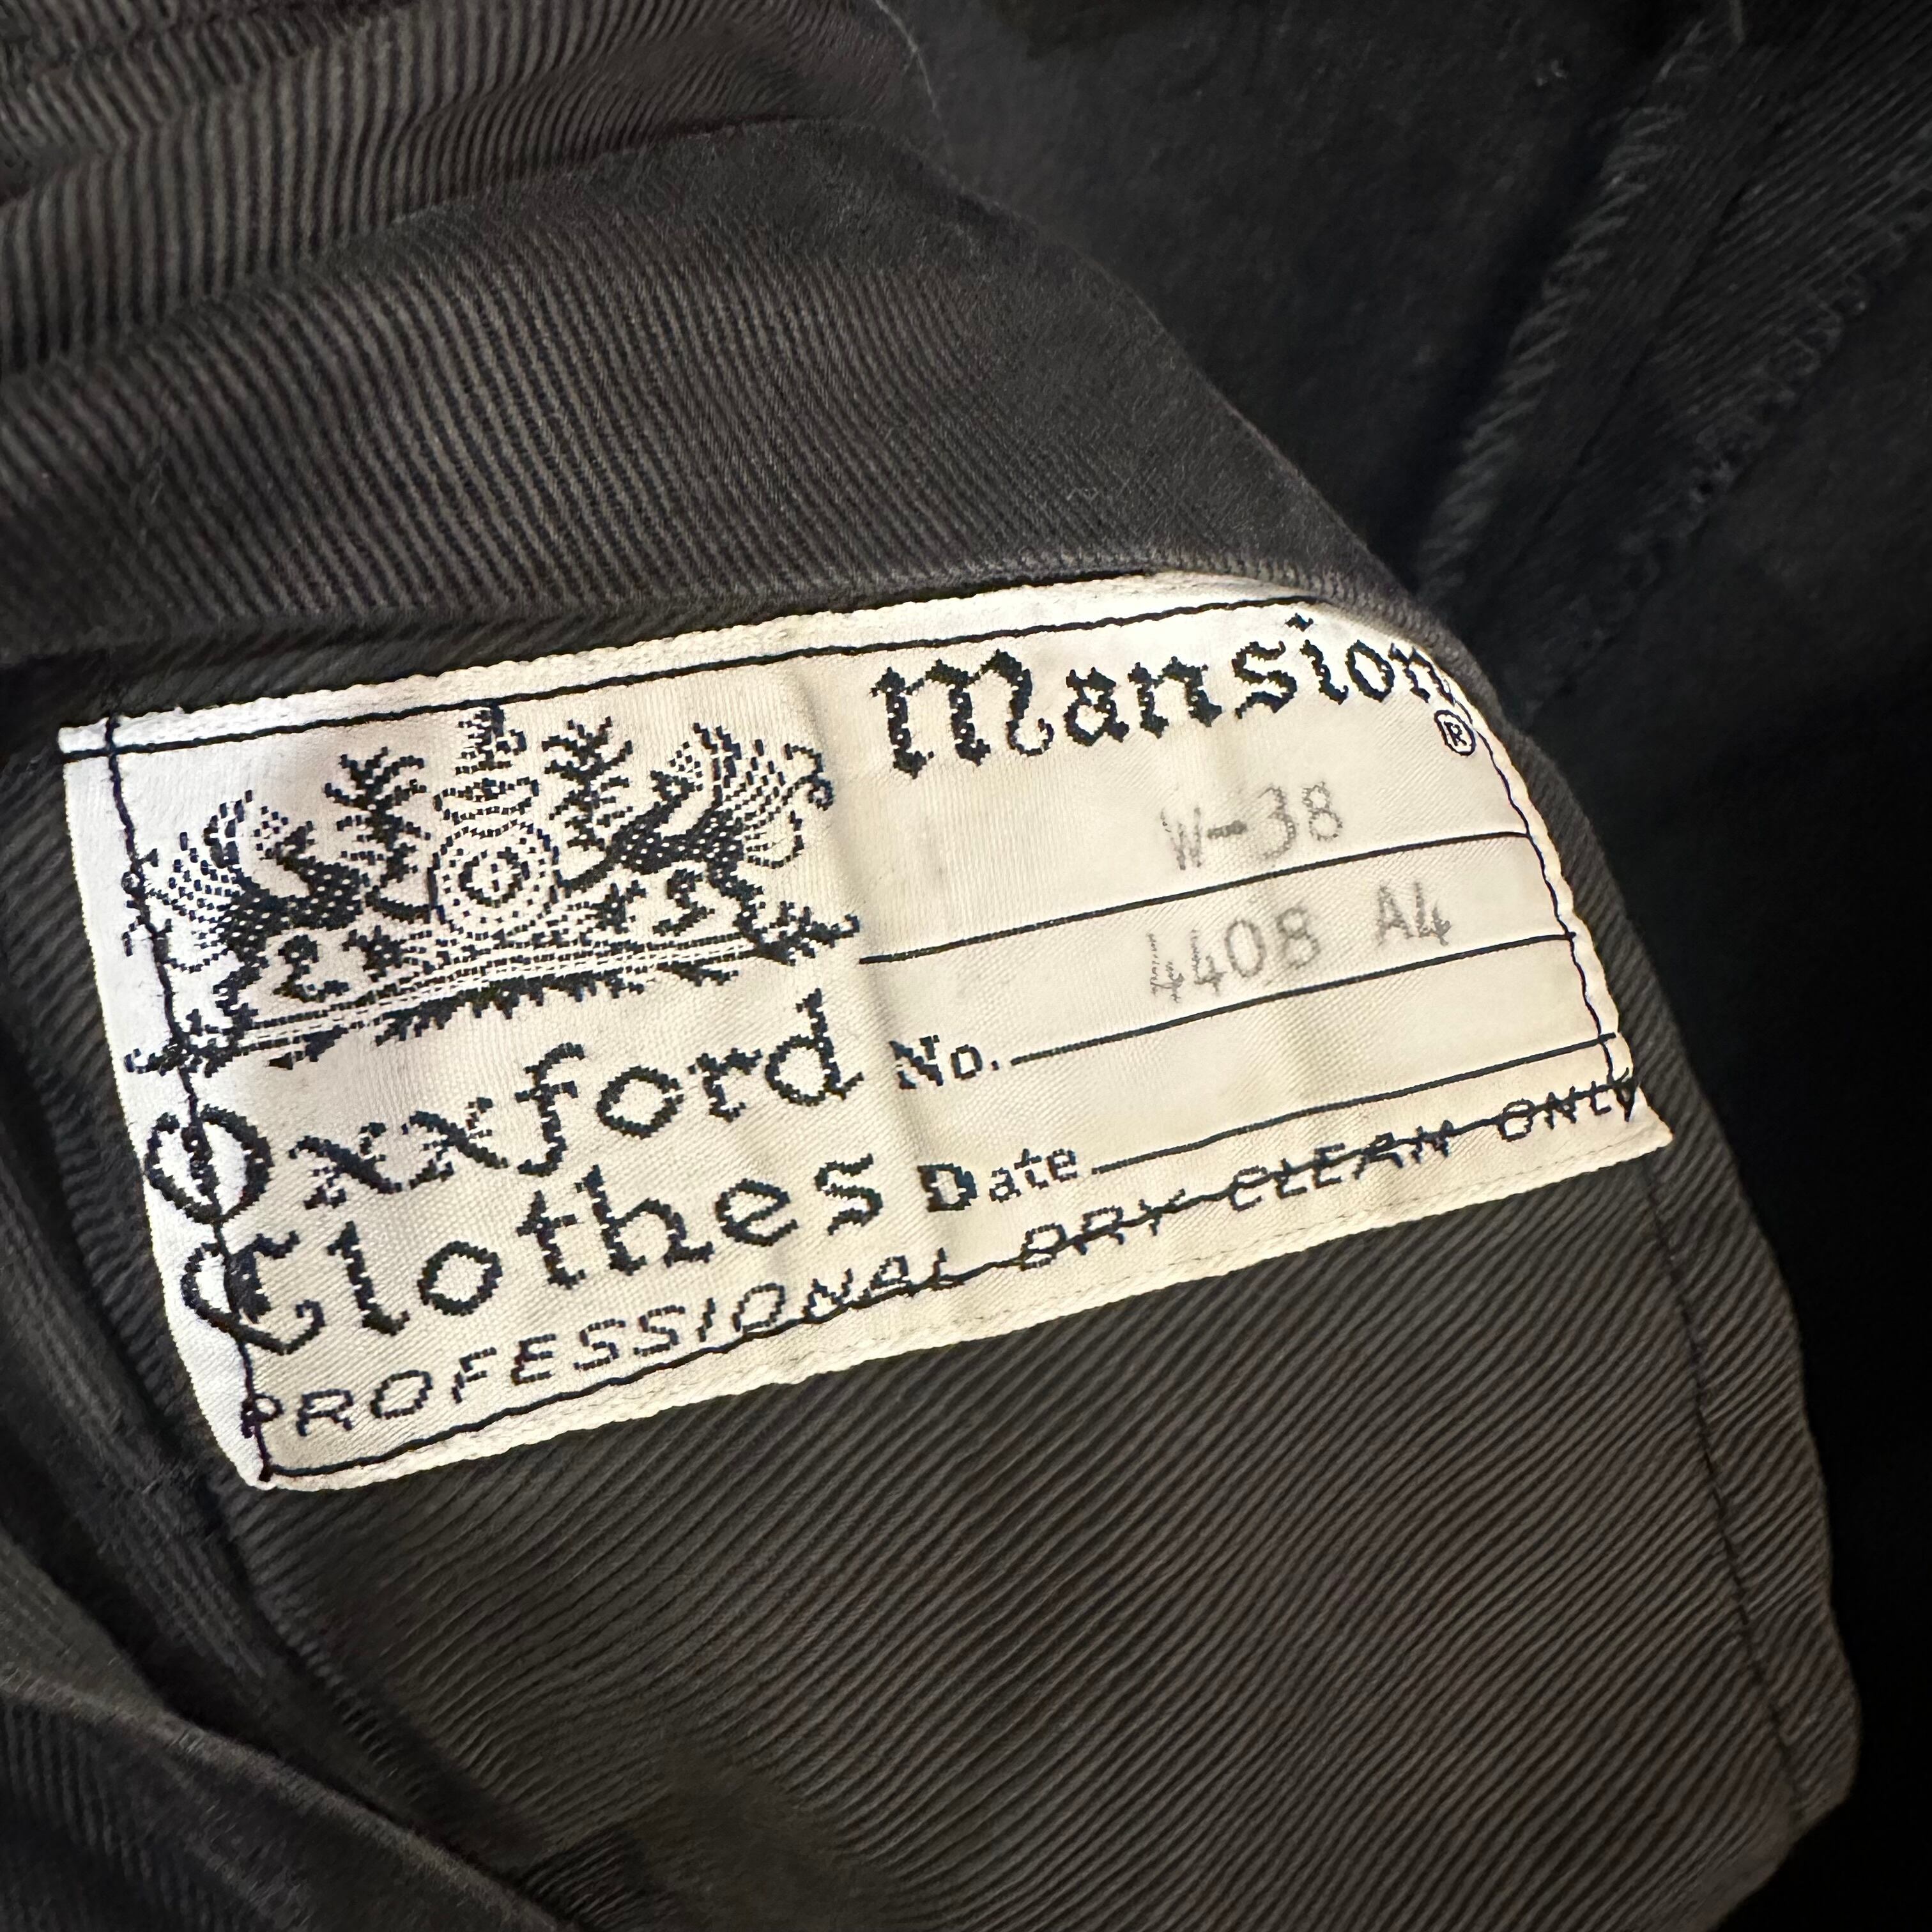 Mansion
®
W-38
4408 A4
Oxxford
Clothes
No.
Date
PROFESSIONAL DRY CLEAN ONLY